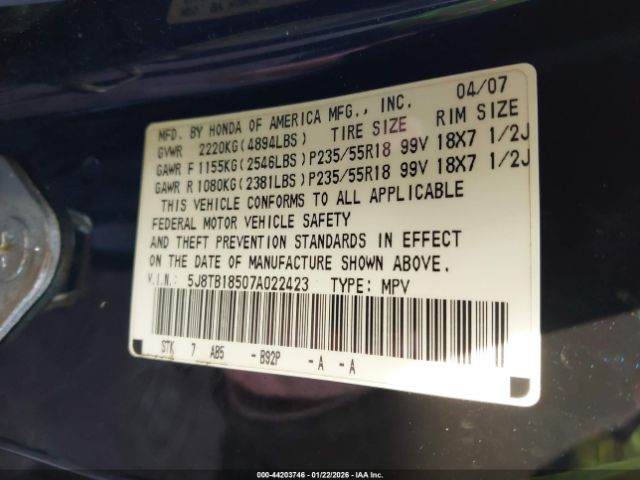 04/07
MFD. BY HONDA OF AMERICA MFG., INC.
GVWR 2220KG(4894LBS) TIRE SIZE RIM SIZE
GAWR F 1155KG(2546LBS)P235/55R18 99V 18X7 1/2J
GAWR R 1080KG(2381LBS)P235/55R18 99V 18X7 1/2J
THIS VEHICLE CONFORMS TO ALL APPLICABLE
FEDERAL MOTOR VEHICLE SAFETY
AND THEFT PREVENTION STANDARDS IN EFFECT
ON THE DATE OF MANUFACTURE SHOWN ABOVE.
V.I.N.: 5J8TB18507A022423 TYPE: MPV
STK 7 AB5 - B92P - A - A
000-44203746 - 01/22/2026 - IAA Inc.